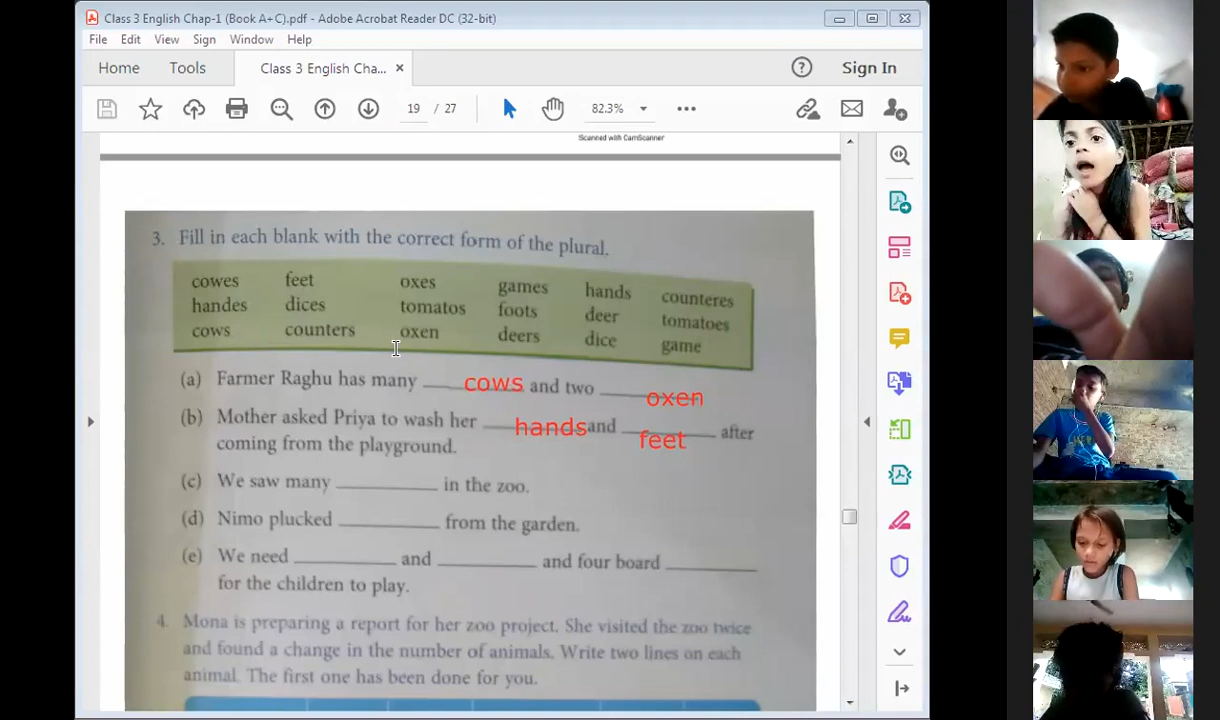 Class 3 English Chap-1 (Book A+C).pdf - Adobe Acrobat Reader DC (32-bit)
File Edit View Sign Window Help
Home Tools Class 3 English Cha... × Sign In
19 / 27 82.3%
Scanned with CamScanner
3. Fill in each blank with the correct form of the plural.
cowes feet oxes games hands counteres
handes dices tomatos foots deer tomatoes
cows counters oxen deers dice game
(a) Farmer Raghu has many cows and two oxen
(b) Mother asked Priya to wash her hands and feet after
coming from the playground.
(c) We saw many ________ in the zoo.
(d) Nimo plucked ________ from the garden.
(e) We need ________ and ________ and four board ________
for the children to play.
4. Mona is preparing a report for her zoo project. She visited the zoo twice
and found a change in the number of animals. Write two lines on each
animal. The first one has been done for you.